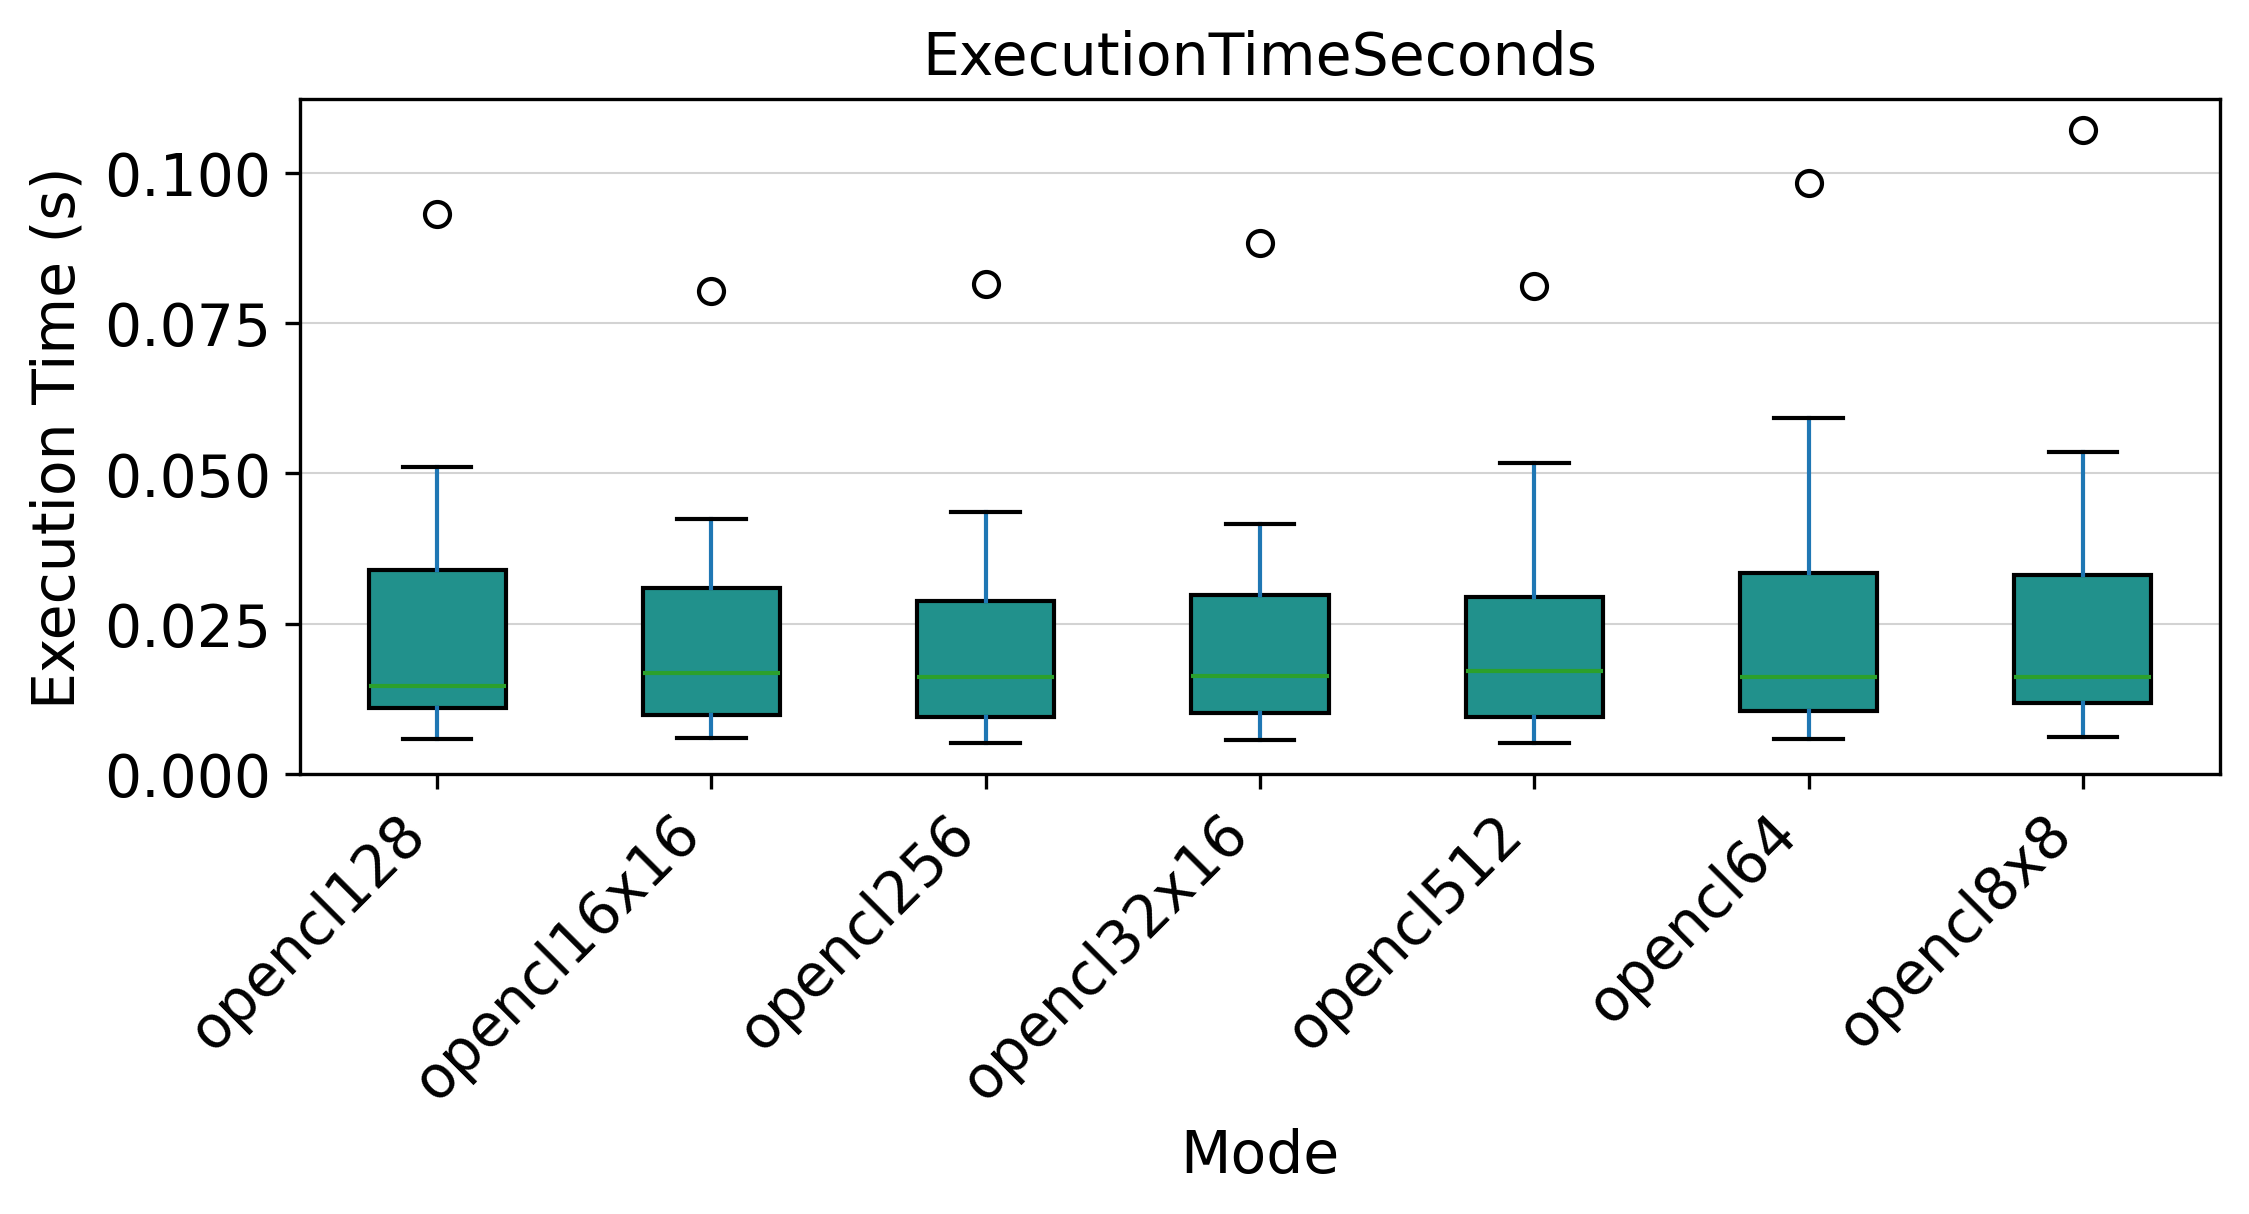 ExecutionTimeSeconds
Execution Time (s)
0.100
0.075
0.050
0.025
0.000
opencl128
opencl16x16
opencl256
opencl32x16
opencl512
opencl64
opencl8x8
Mode